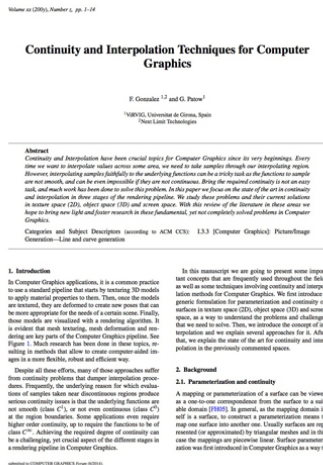 Volume xx (200y), Number z, pp. 1–14
Continuity and Interpolation Techniques for Computer
Graphics
F. Gonzalez 1,2 and G. Patow1
1ViRVIG, Universitat de Girona, Spain
2Next Limit Technologies
Abstract
Continuity and Interpolation have been crucial topics for Computer Graphics since its very beginnings. Every
time we want to interpolate values across some area, we need to take samples through our interpolating region.
However, interpolating samples faithfully to the underlying functions can be a tricky task as the functions to sample
are not smooth, and can be even impossible if they are not continuous. Bring the required continuity is not an easy
task, and much work has been done to solve this problem. In this paper we focus on the state of the art in continuity
and interpolation in three stages of the rendering pipeline. We study these problems and their current solutions
in texture space (2D), object space (3D) and screen space. With this review of the literature in these areas we
hope to bring new light and foster research in these fundamental, yet not completely solved problems in Computer
Graphics.
Categories and Subject Descriptors (according to ACM CCS): I.3.3 [Computer Graphics]: Picture/Image
Generation—Line and curve generation
1. Introduction
In Computer Graphics applications, it is a common practice
to use a standard pipeline that starts by texturing 3D models
to apply material properties to them. Then, once the models
are textured, they are deformed to create new poses that can
be more appropriate for the needs of a certain scene. Finally,
those models are visualized with a rendering algorithm. It
is evident that mesh texturing, mesh deformation and ren-
dering are key parts of the Computer Graphics pipeline. See
Figure 1. Much research has been done in these topics, re-
sulting in methods that allow to create computer-aided im-
ages in a more flexible, robust and efficient way.
Despite all these efforts, many of those approaches suffer
from continuity problems that damper interpolation proce-
dures. Frequently, the underlying reason for which evalua-
tions of samples taken near discontinuous regions produce
serious continuity issues is that the underlying functions are
not smooth (class C1), or not even continuous (class C0)
at the region boundaries. Some applications even require
higher order continuity, up to require the functions to be of
class C∞. Achieving the required degree of continuity can
be a challenging, yet crucial aspect of the different stages in
a rendering pipeline in Computer Graphics.
In this manuscript we are going to present some impor-
tant concepts that are frequently used throughout the field
as well as some techniques involving continuity and interpo-
lation methods for Computer Graphics. We first introduce
generic formulation for parameterization and continuity
surfaces in texture space (2D), object space (3D) and screen
space, as a way to understand the problems and challenges
that we need to solve. Then, we introduce the concept of in-
terpolation and we explain several approaches for it. After
that, we explain the state of the art for continuity and inter-
polation in the previously commented spaces.
2. Background
2.1. Parameterization and continuity
A mapping or parameterization of a surface can be viewed
as a one-to-one correspondence from the surface to a sui-
able domain [FH05]. In general, as the mapping domain i
self is a surface, to construct a parameterization means
map one surface into another one. Usually surfaces are rep-
resented (or approximated) by triangular meshes and in th
case the mappings are piecewise linear. Surface parameter-
ization was first introduced in Computer Graphics as a way
submitted to COMPUTER GRAPHICS Forum (6/2014).